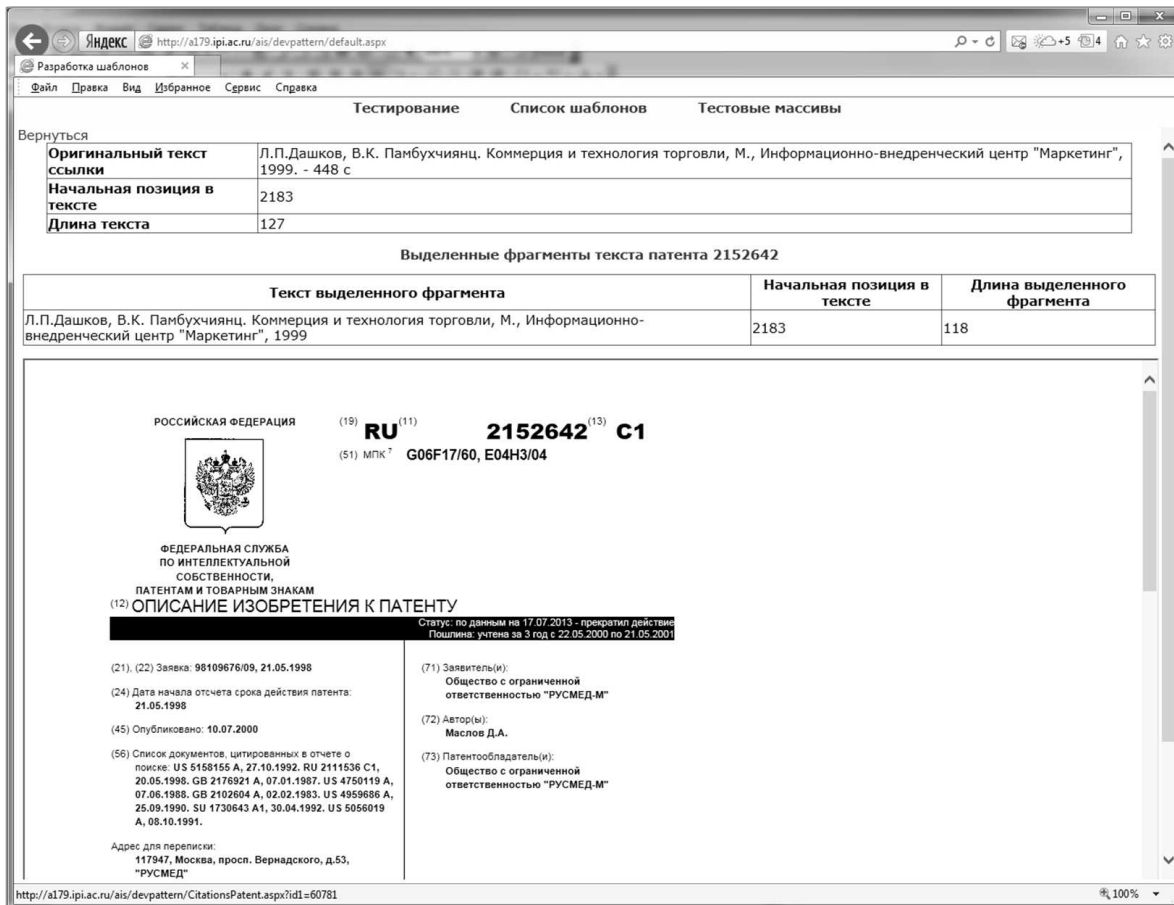 Яндекс http://a179.ipi.ac.ru/ais/devpattern/default.aspx +5 4
Разработка шаблонов ×
Файл Правка Вид Избранное Сервис Справка
Тестирование Список шаблонов Тестовые массивы
Вернуться
Оригинальный текст ссылки Л.П.Дашков, В.К. Памбухчиянц. Коммерция и технология торговли, М., Информационно-внедренческий центр "Маркетинг", 1999. - 448 с
Начальная позиция в тексте 2183
Длина текста 127
Выделенные фрагменты текста патента 2152642
Текст выделенного фрагмента Начальная позиция в тексте Длина выделенного фрагмента
Л.П.Дашков, В.К. Памбухчиянц. Коммерция и технология торговли, М., Информационно-внедренческий центр "Маркетинг", 1999 2183 118
РОССИЙСКАЯ ФЕДЕРАЦИЯ
(19) RU (11) 2152642 (13) C1
(51) МПК 7 G06F17/60, E04H3/04
ФЕДЕРАЛЬНАЯ СЛУЖБА
ПО ИНТЕЛЛЕКТУАЛЬНОЙ
СОБСТВЕННОСТИ,
ПАТЕНТАМ И ТОВАРНЫМ ЗНАКАМ
(12) ОПИСАНИЕ ИЗОБРЕТЕНИЯ К ПАТЕНТУ
Статус: по данным на 17.07.2013 - прекратил действие
Пошлина: учтена за 3 год с 22.05.2000 по 21.05.2001
(21), (22) Заявка: 98109676/09, 21.05.1998
(24) Дата начала отсчета срока действия патента:
21.05.1998
(45) Опубликовано: 10.07.2000
(56) Список документов, цитированных в отчете о
поиске: US 5158155 A, 27.10.1992. RU 2111536 C1,
20.05.1998. GB 2176921 A, 07.01.1987. US 4750119 A,
07.06.1988. GB 2102604 A, 02.02.1983. US 4959686 A,
25.09.1990. SU 1730643 A1, 30.04.1992. US 5056019
A, 08.10.1991.
Адрес для переписки:
117947, Москва, просп. Вернадского, д.53,
"РУСМЕД"
(71) Заявитель(и):
Общество с ограниченной
ответственностью "РУСМЕД-М"
(72) Автор(ы):
Маслов Д.А.
(73) Патентообладатель(и):
Общество с ограниченной
ответственностью "РУСМЕД-М"
http://a179.ipi.ac.ru/ais/devpattern/CitationsPatent.aspx?id1=60781 100%